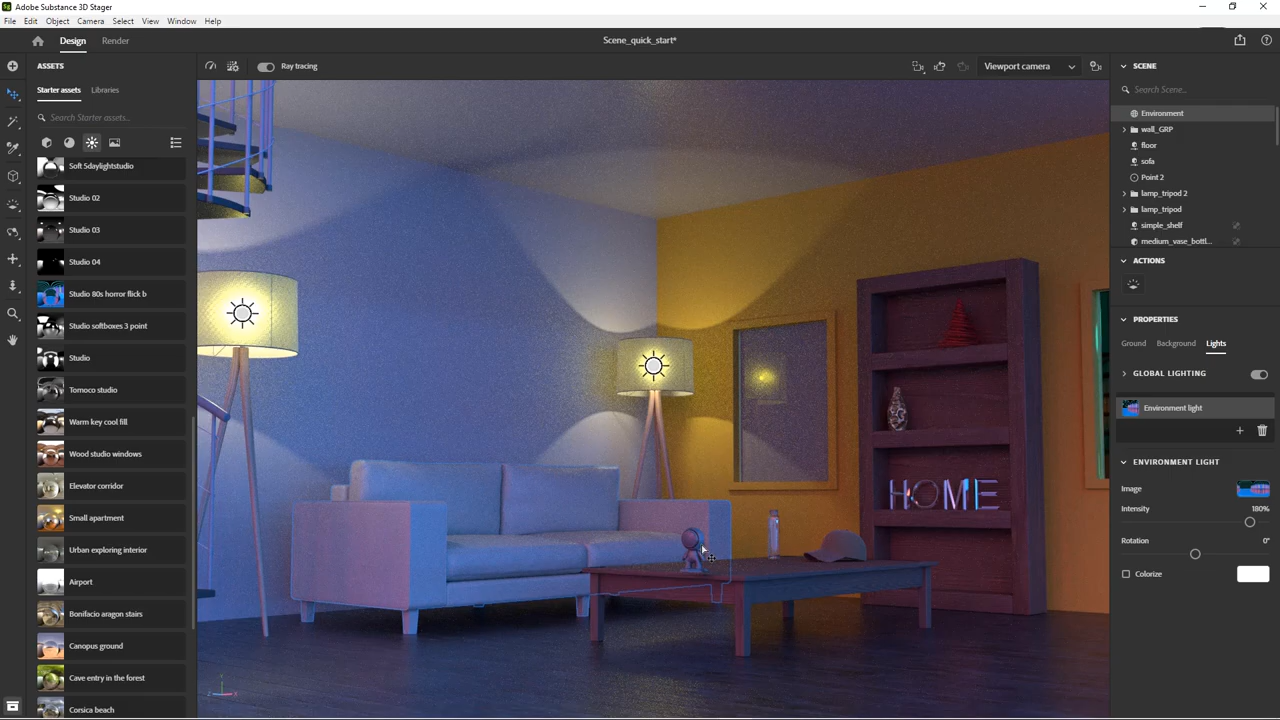 Sg Adobe Substance 3D Stager
File Edit Object Camera Select View Window Help
Design Render Scene_quick_start*
ASSETS
Starter assets Libraries
Search Starter assets...
Soft 5daylightstudio
Studio 02
Studio 03
Studio 04
Studio 80s horror flick b
Studio softboxes 3 point
Studio
Tomoco studio
Warm key cool fill
Wood studio windows
Elevator corridor
Small apartment
Urban exploring interior
Airport
Bonifacio aragon stairs
Canopus ground
Cave entry in the forest
Corsica beach
Ray tracing
Viewport camera
HOME
SCENE
Search Scene...
Environment
wall_GRP
floor
sofa
Point 2
lamp_tripod 2
lamp_tripod
simple_shelf
medium_vase_bottl...
ACTIONS
PROPERTIES
Ground Background Lights
GLOBAL LIGHTING
Environment light
ENVIRONMENT LIGHT
Image
Intensity 180%
Rotation 0°
Colorize